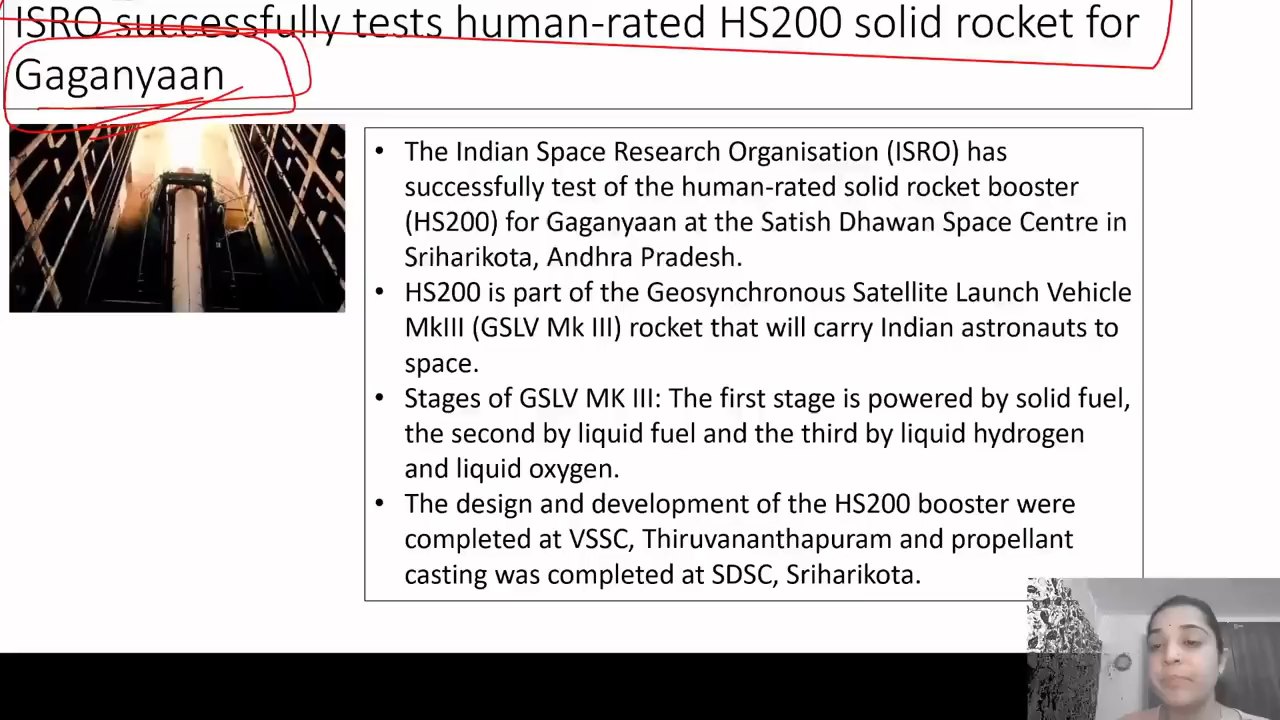 ISRO successfully tests human-rated HS200 solid rocket for
Gaganyaan
• The Indian Space Research Organisation (ISRO) has
successfully test of the human-rated solid rocket booster
(HS200) for Gaganyaan at the Satish Dhawan Space Centre in
Sriharikota, Andhra Pradesh.
• HS200 is part of the Geosynchronous Satellite Launch Vehicle
MkIII (GSLV Mk III) rocket that will carry Indian astronauts to
space.
• Stages of GSLV MK III: The first stage is powered by solid fuel,
the second by liquid fuel and the third by liquid hydrogen
and liquid oxygen.
• The design and development of the HS200 booster were
completed at VSSC, Thiruvananthapuram and propellant
casting was completed at SDSC, Sriharikota.